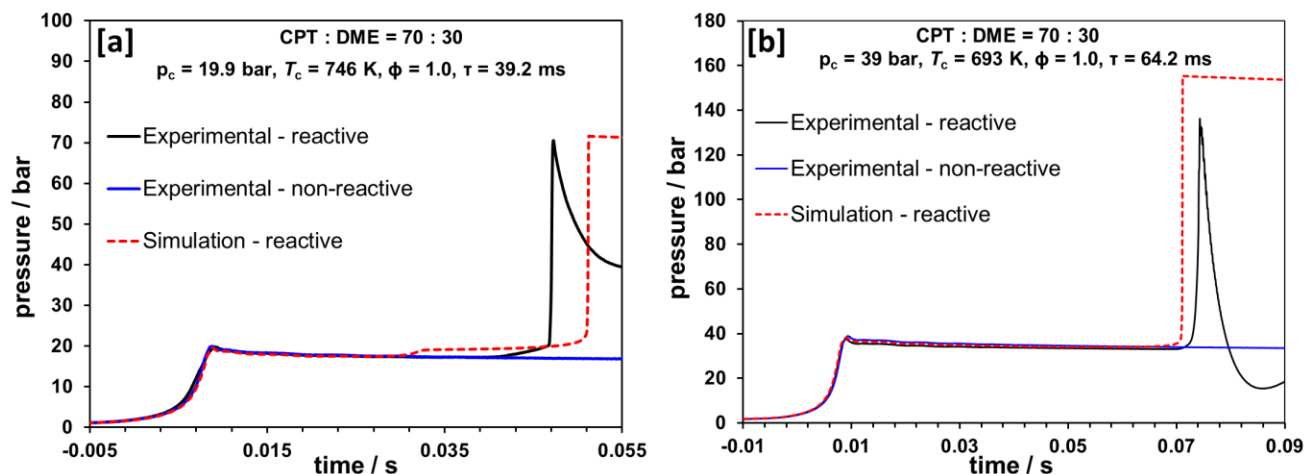 [a]
CPT : DME = 70 : 30
p_c = 19.9 bar, T_c = 746 K, ϕ = 1.0, τ = 39.2 ms
Experimental - reactive
Experimental - non-reactive
Simulation - reactive
pressure / bar
100
90
80
70
60
50
40
30
20
10
0
-0.005
0.015
0.035
0.055
time / s
[b]
CPT : DME = 70 : 30
p_c = 39 bar, T_c = 693 K, ϕ = 1.0, τ = 64.2 ms
Experimental - reactive
Experimental - non-reactive
Simulation - reactive
pressure / bar
180
160
140
120
100
80
60
40
20
0
-0.01
0.01
0.03
0.05
0.07
0.09
time / s